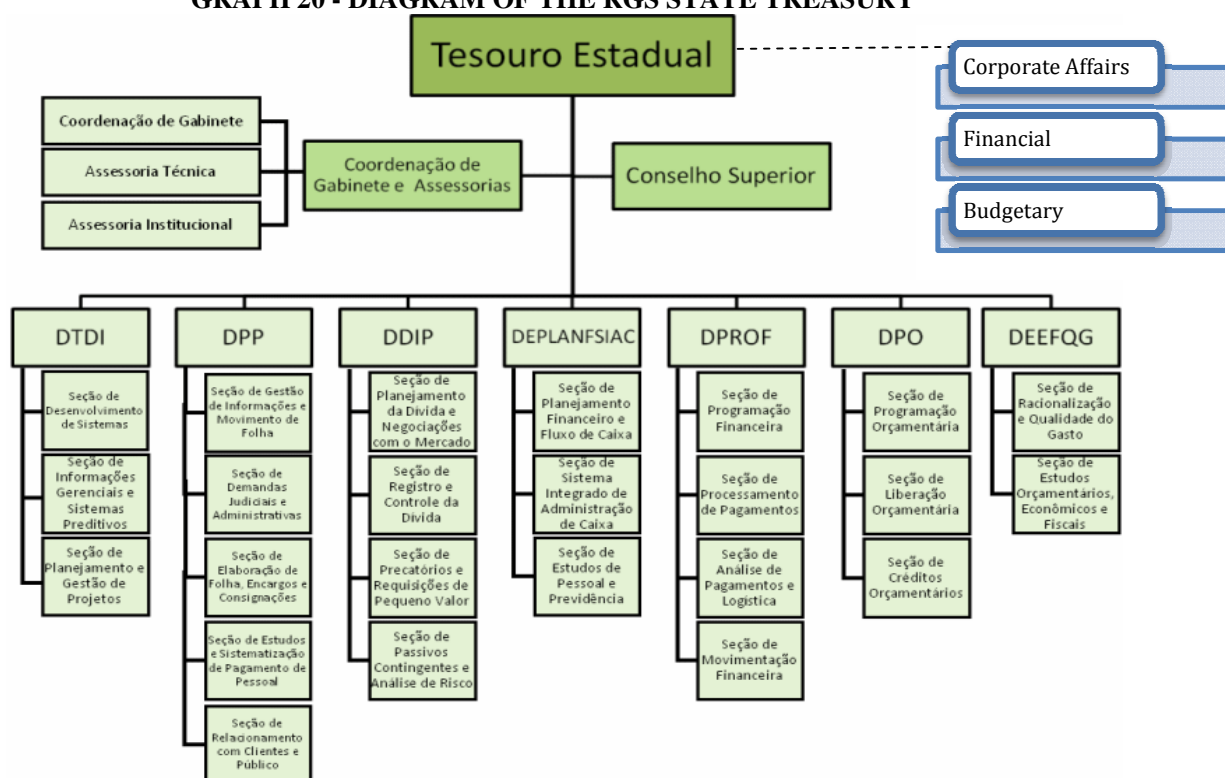 GRAPH 20 - DIAGRAM OF THE RGS STATE TREASURY
Tesouro Estadual
Corporate Affairs
Financial
Budgetary
Coordenação de Gabinete
Assessoria Técnica
Assessoria Institucional
Coordenação de
Gabinete e Assessorias
Conselho Superior
DTDI
Seção de
Desenvolvimento
de Sistemas
Seção de
Informações
Gerenciais e
Sistemas
Preditivos
Seção de
Planejamento e
Gestão de
Projetos
DPP
Seção de Gestão
de Informações e
Movimento de
Folha
Seção de
Demandas
Judiciais e
Administrativas
Seção de
Elaboração de
Folha, Encargos e
Consignações
Seção de Estudos
e Sistematização
de Pagamento de
Pessoal
Seção de
Relacionamento
com Clientes e
Público
DDIP
Seção de
Planejamento
da Divida e
Negociações
com o Mercado
Seção de
Registro e
Controle da
Divida
Seção de
Precatórios e
Requisições de
Pequeno Valor
Seção de
Passivos
Contingentes e
Análise de Risco
DEPLANFSIAC
Seção de
Planejamento
Financeiro e
Fluxo de Caixa
Seção de
Sistema
Integrado de
Administração
de Caixa
Seção de
Estudos de
Pessoal e
Previdência
DPROF
Seção de
Programação
Financeira
Seção de
Processamento
de Pagamentos
Seção de
Análise de
Pagamentos e
Logistica
Seção de
Movimentação
Financeira
DPO
Seção de
Programação
Orçamentária
Seção de
Liberação
Orçamentária
Seção de
Créditos
Orçamentários
DEEFQG
Seção de
Racionalização
e Qualidade do
Gasto
Seção de
Estudos
Orçamentários,
Econômicos e
Fiscais